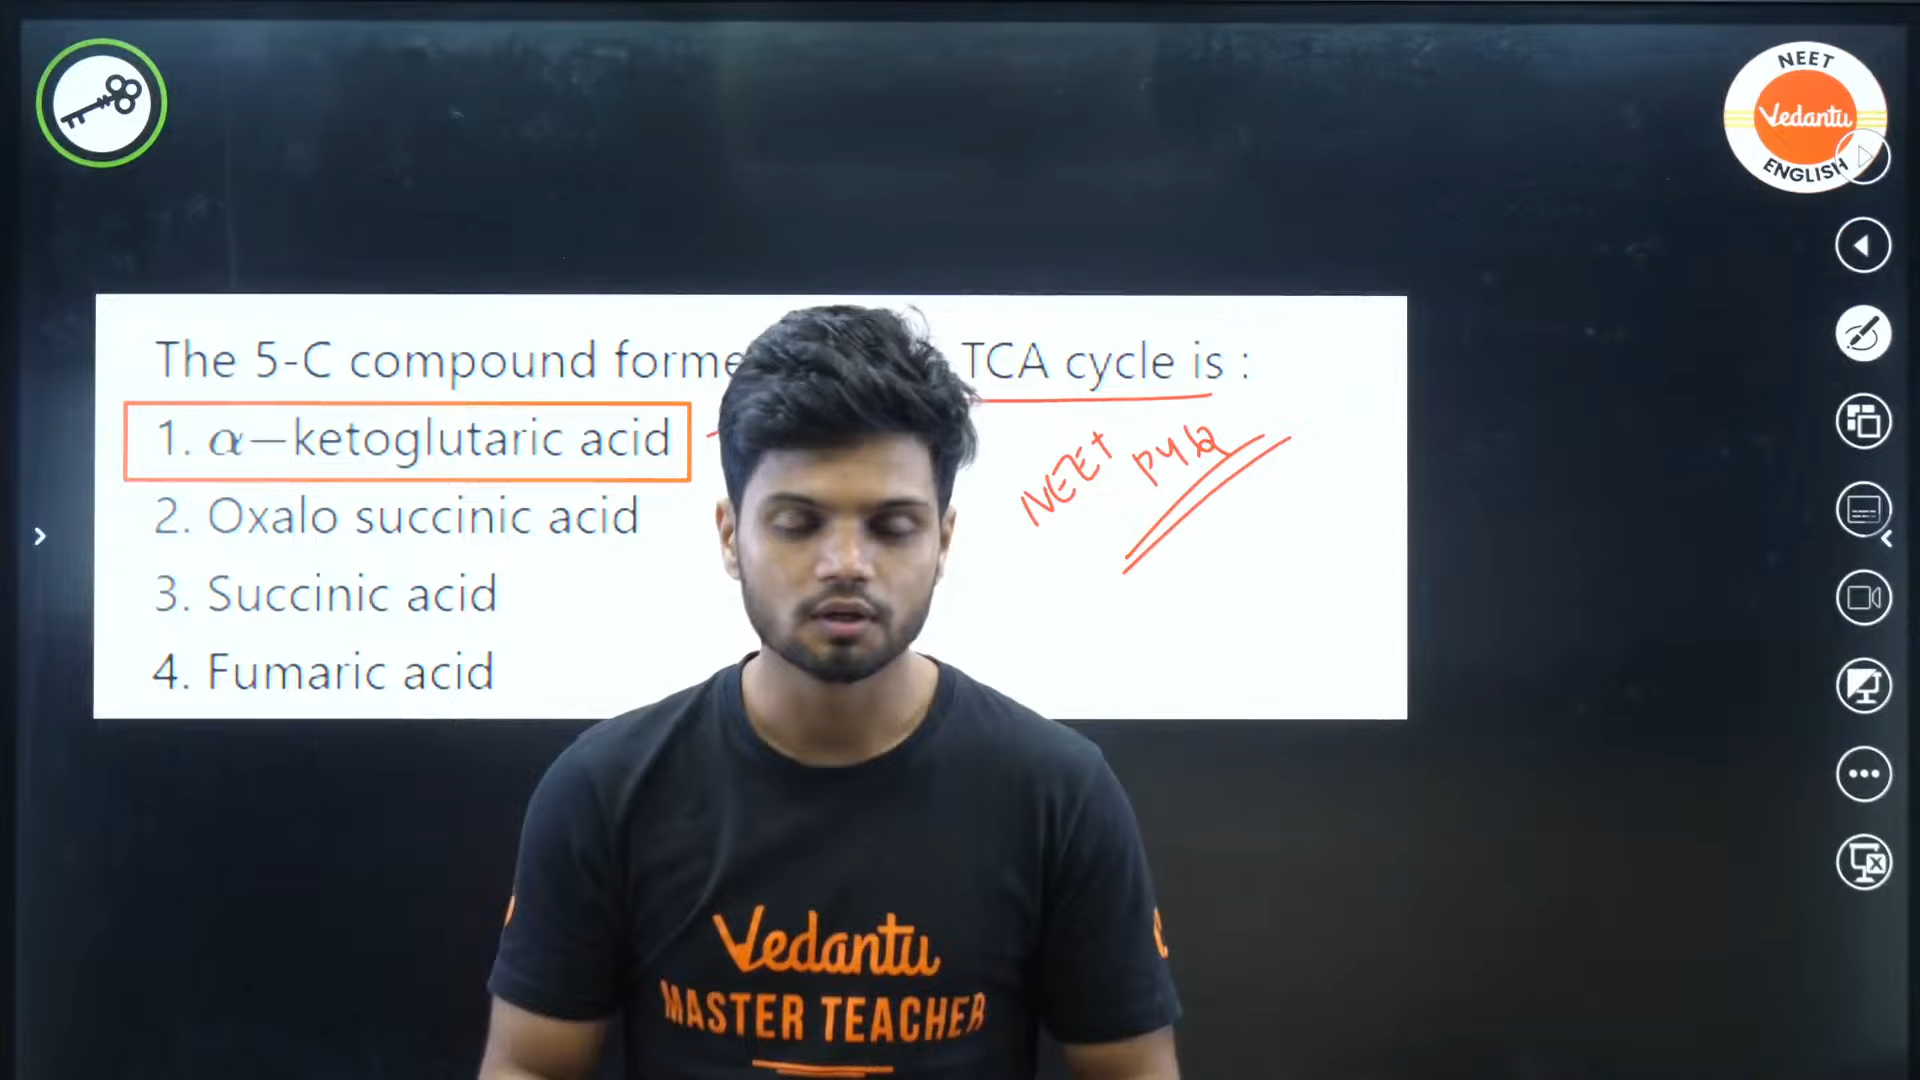 NEET
Vedantu
ENGLISH
The 5-C compound forme TCA cycle is :
1. α–ketoglutaric acid
NEET PYQ
2. Oxalo succinic acid
3. Succinic acid
4. Fumaric acid
Vedantu
MASTER TEACHER